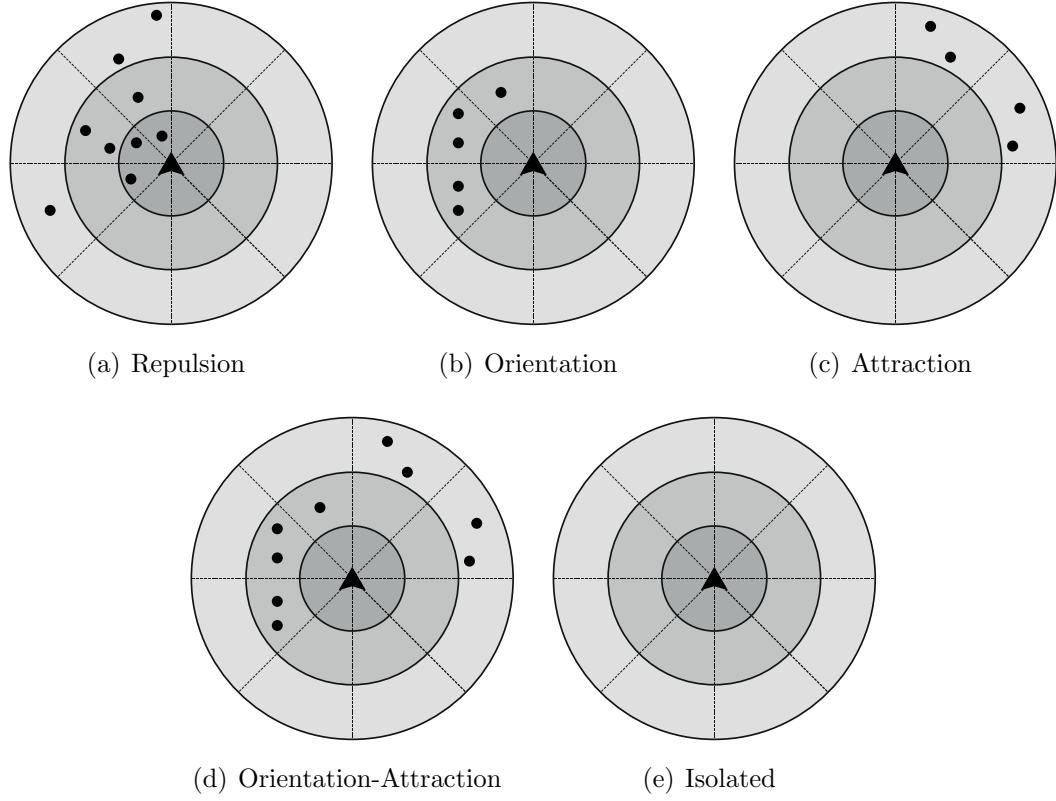 (a) Repulsion
(b) Orientation
(c) Attraction
(d) Orientation-Attraction
(e) Isolated